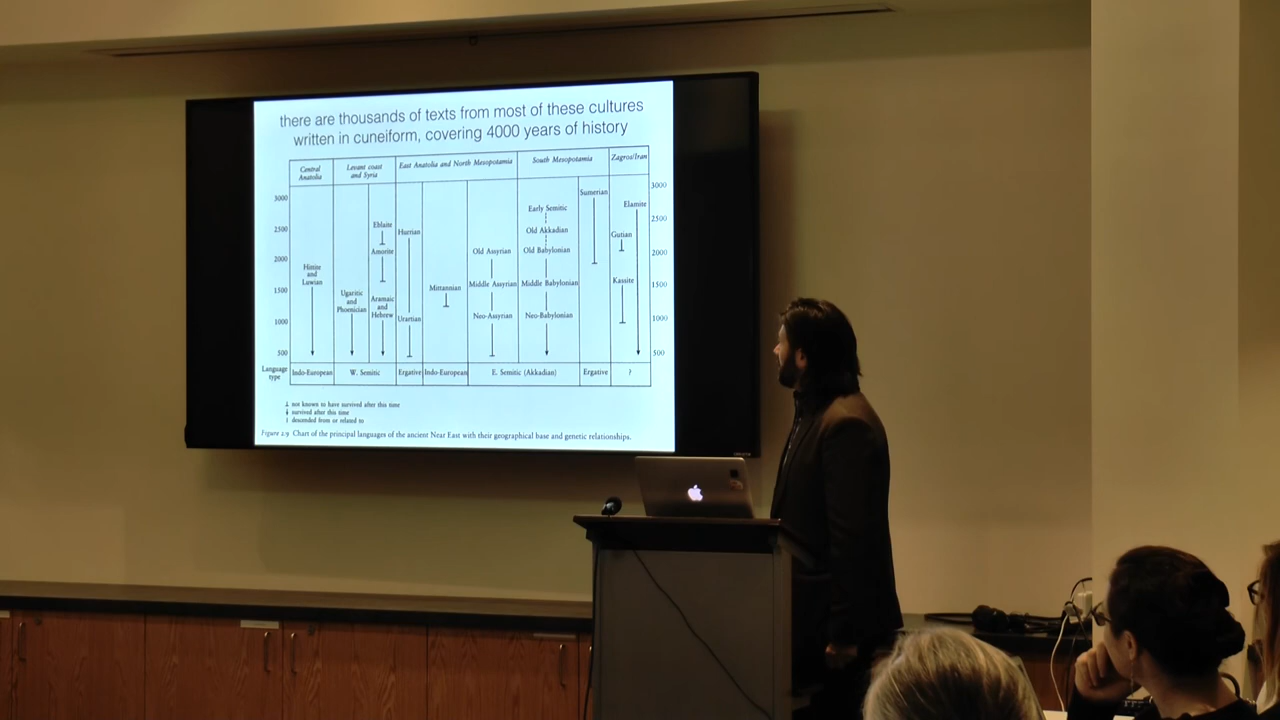 there are thousands of texts from most of these cultures
written in cuneiform, covering 4000 years of history
Central Anatolia
Levant coast and Syria
East Anatolia and North Mesopotamia
South Mesopotamia
Zagros/Iran
3000
2500
2000
1500
1000
500
Hittite and Luwian
Ugaritic and Phoenician
Eblaite
Amorite
Aramaic and Hebrew
Hurrian
Urartian
Mittannian
Old Assyrian
Middle Assyrian
Neo-Assyrian
Early Semitic
Old Akkadian
Old Babylonian
Middle Babylonian
Neo-Babylonian
Sumerian
Elamite
Gutian
Kassite
3000
2500
2000
1500
1000
500
Language type
Indo-European
W. Semitic
Ergative
Indo-European
E. Semitic (Akkadian)
Ergative
?
not known to have survived after this time
survived after this time
descended from or related to
Figure 2.9 Chart of the principal languages of the ancient Near East with their geographical base and genetic relationships.